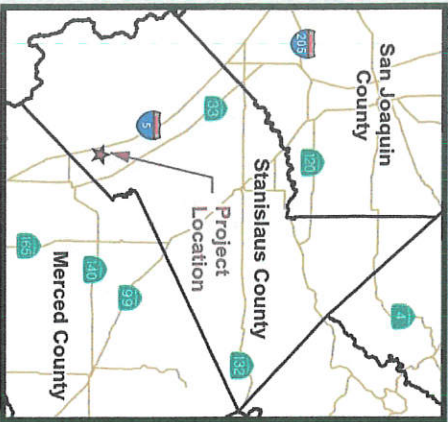 San Joaquin
County
205
4
33
120
Stanislaus County
5
132
Project
Location
99
140
165
Merced County